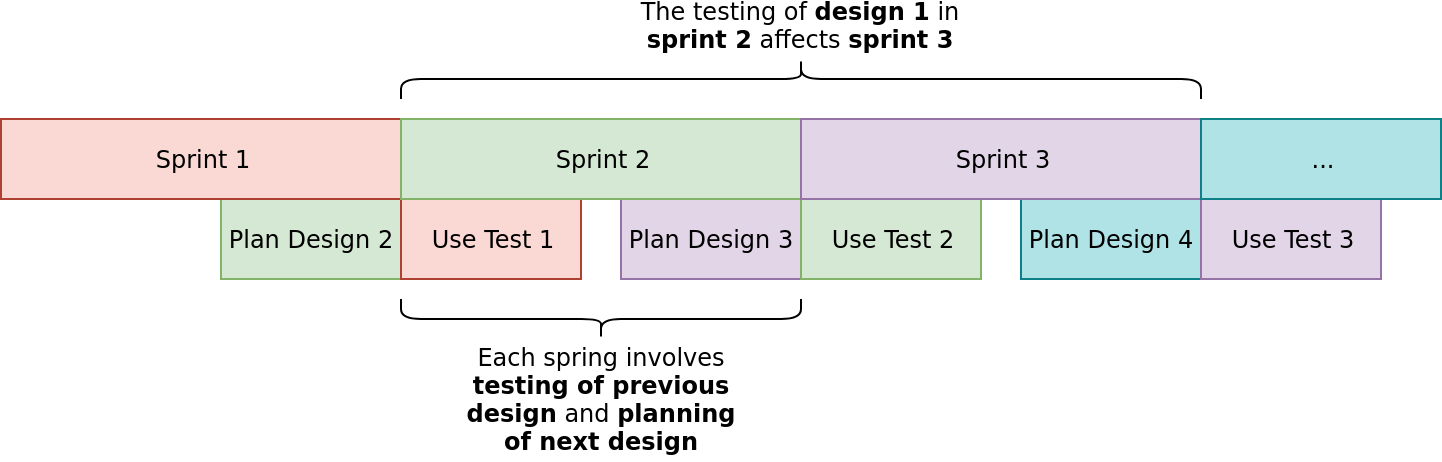 The testing of design 1 in
sprint 2 affects sprint 3
Sprint 1
Sprint 2
Sprint 3
...
Plan Design 2
Use Test 1
Plan Design 3
Use Test 2
Plan Design 4
Use Test 3
Each spring involves
testing of previous
design and planning
of next design